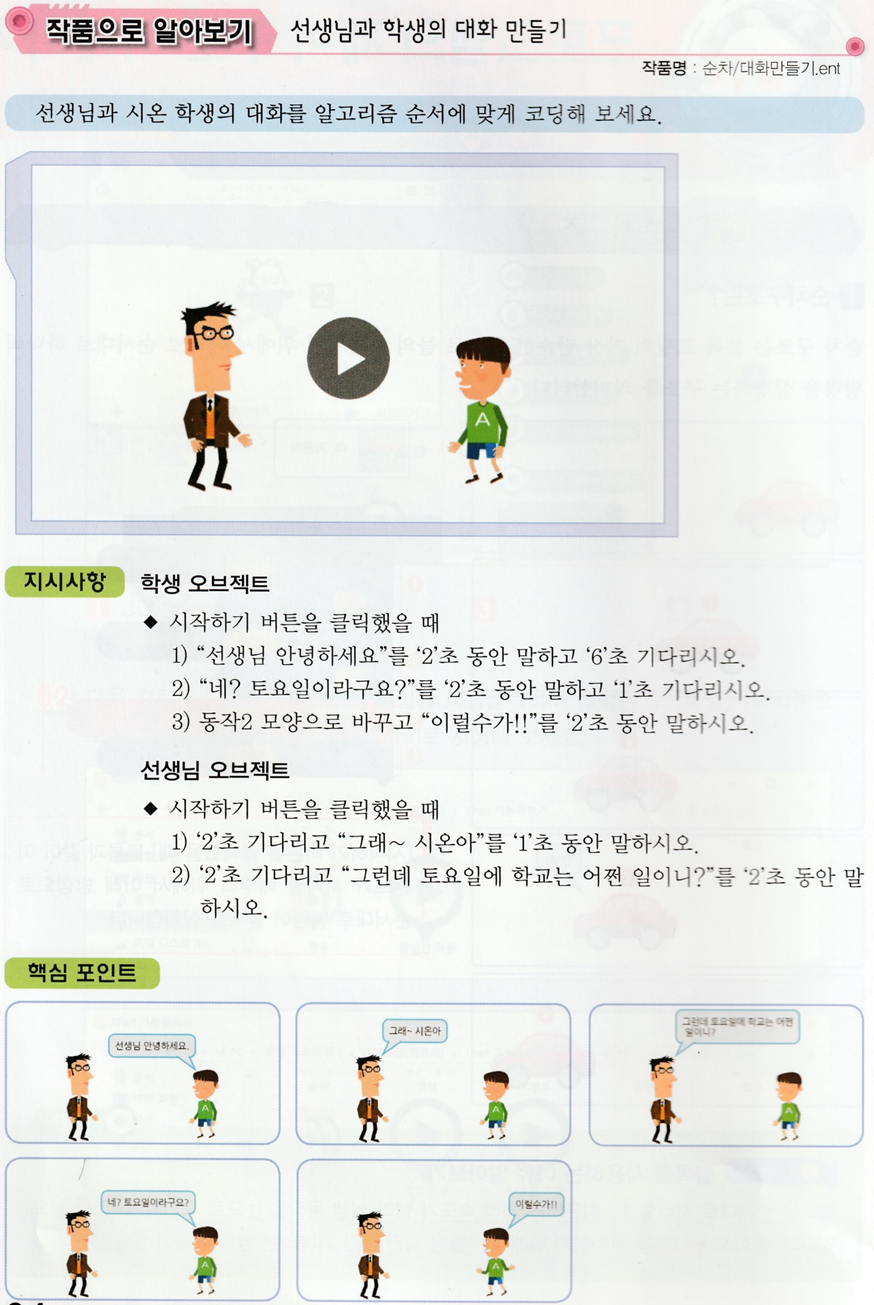 작품으로 알아보기 선생님과 학생의 대화 만들기
작품명 : 순차/대화만들기.ent
선생님과 시온 학생의 대화를 알고리즘 순서에 맞게 코딩해 보세요.
A
지시사항 학생 오브젝트
◆ 시작하기 버튼을 클릭했을 때
1) “선생님 안녕하세요”를 ‘2’초 동안 말하고 ‘6’초 기다리시오.
2) “네? 토요일이라구요?”를 ‘2’초 동안 말하고 ‘1’초 기다리시오.
3) 동작2 모양으로 바꾸고 “이럴수가!!”를 ‘2’초 동안 말하시오.
선생님 오브젝트
◆ 시작하기 버튼을 클릭했을 때
1) ‘2’초 기다리고 “그래~ 시온아”를 ‘1’초 동안 말하시오.
2) ‘2’초 기다리고 “그런데 토요일에 학교는 어쩐 일이니?”를 ‘2’초 동안 말
하시오.
핵심 포인트
선생님 안녕하세요.
A
그래~ 시온아
A
그런데 토요일에 학교는 어쩐
일이니?
A
네? 토요일이라구요?
A
이럴수가!!
A